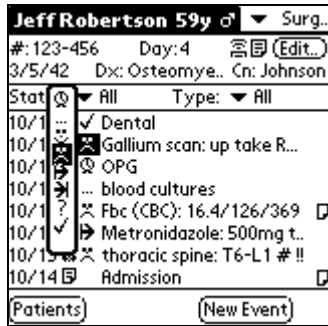 Jeff Robertson 59y ♂ ▼ Surg..
#: 123-456 Day: 4 (Edit..)
3/5/42 Dx: Osteomye.. Cn: Johnson
Stat ▼ All Type: ▼ All
10/1 ✓ Dental
10/1 Gallium scan: up take R...
10/1 OPG
10/1 ... blood cultures
10/1 Fbc (CBC): 16.4/126/369
10/1 Metronidazole: 500mg t..
10/13 thoracic spine: T6-L1 # !!
10/14 Admission
Patients New Event